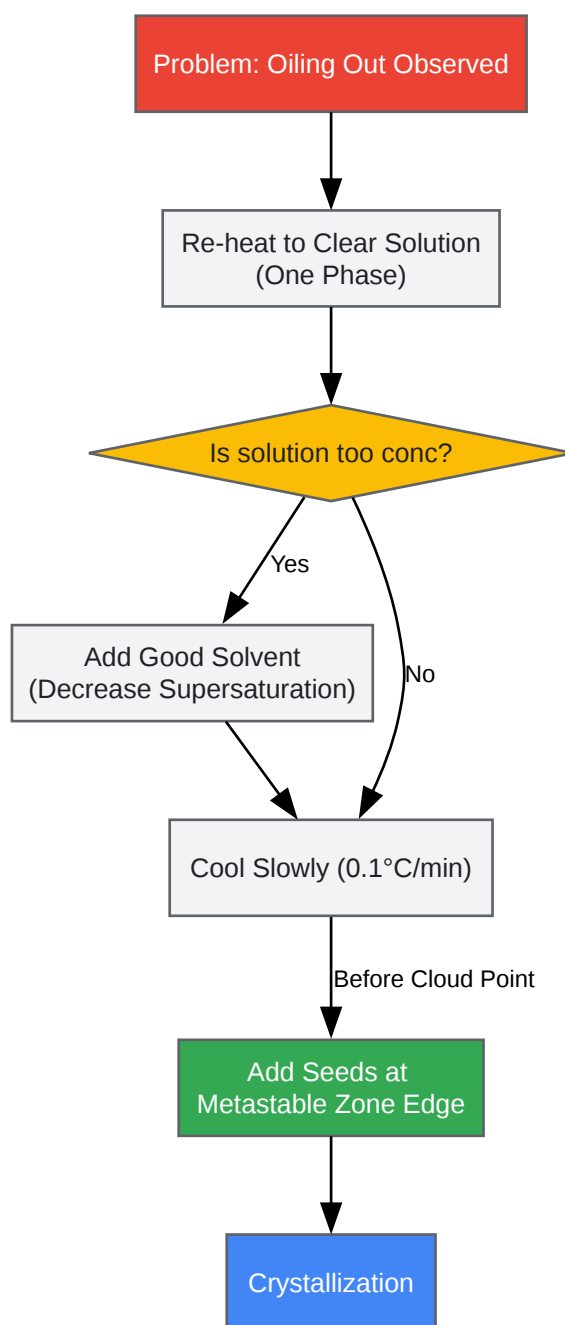 Problem: Oiling Out Observed
Re-heat to Clear Solution
(One Phase)
Is solution too conc?
Yes
Add Good Solvent
(Decrease Supersaturation)
No
Cool Slowly (0.1°C/min)
Before Cloud Point
Add Seeds at
Metastable Zone Edge
Crystallization